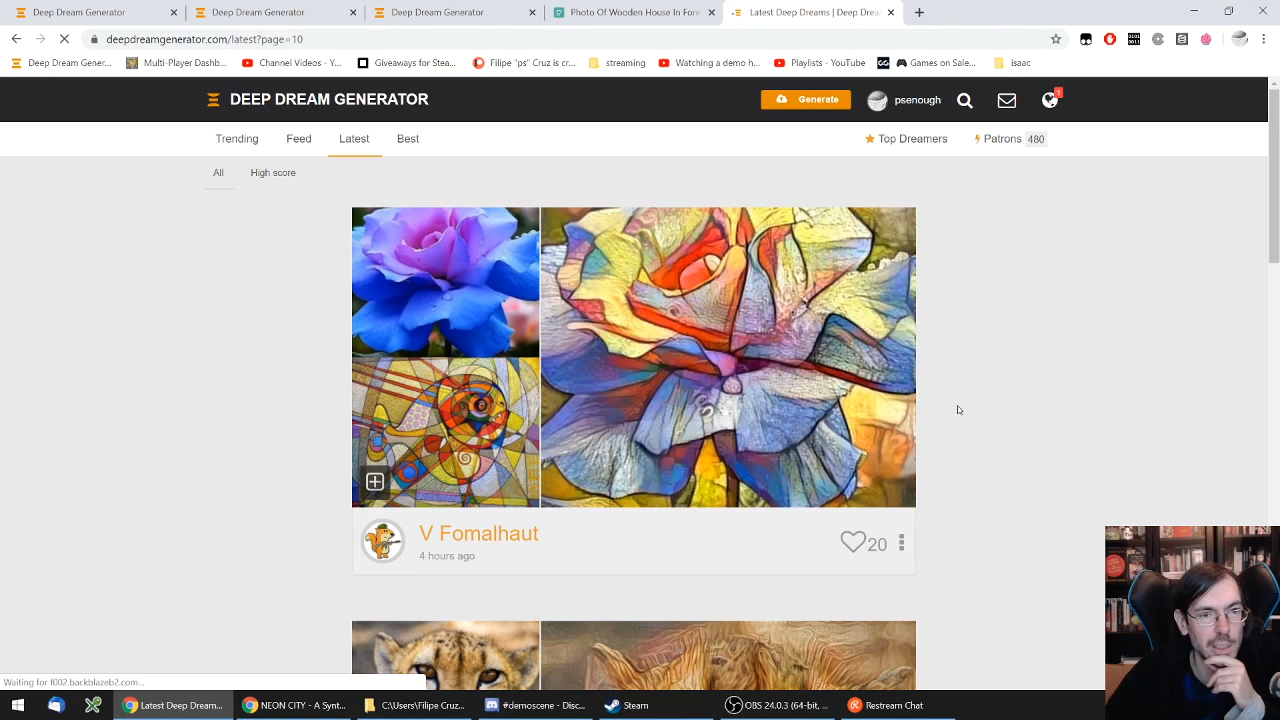 Deep Dream Generator
Deep Dream Generator
Deep Dream Generator
Photo Of Wooden House In Fore
Latest Deep Dreams | Deep Drea
deepdreamgenerator.com/latest?page=10
Deep Dream Gener...
Multi-Player Dashb...
Channel Videos - Y...
Giveaways for Stea...
Filipe "ps" Cruz is cr...
streaming
Watching a demo h...
Playlists - YouTube
GG
Games on Sale...
isaac
DEEP DREAM GENERATOR
Generate
psenough
1
Trending
Feed
Latest
Best
Top Dreamers
Patrons 480
All
High score
V Fomalhaut
4 hours ago
20
Waiting for f002.backblazeb2.com...
Latest Deep Dream...
NEON CITY - A Synt...
C:\Users\Filipe Cruz...
#demoscene - Disc...
Steam
OBS 24.0.3 (64-bit, ...
Restream Chat